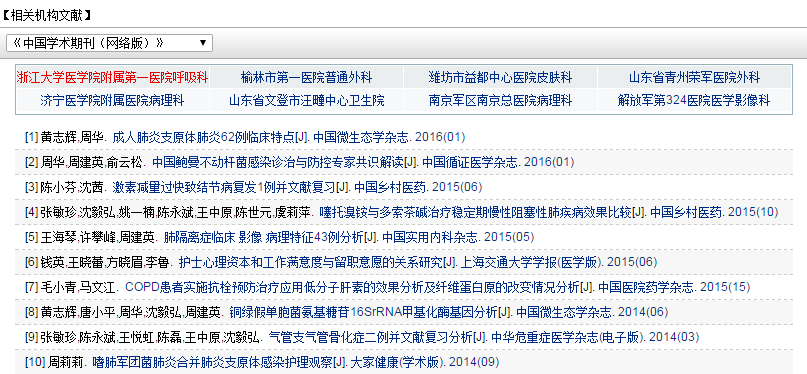 【相关机构文献】
《中国学术期刊（网络版）》
浙江大学医学院附属第一医院呼吸科 榆林市第一医院普通外科 潍坊市益都中心医院皮肤科 山东省青州荣军医院外科
济宁医学院附属医院病理科 山东省文登市汪疃中心卫生院 南京军区南京总医院病理科 解放军第324医院医学影像科
[1] 黄志辉,周华. 成人肺炎支原体肺炎62例临床特点[J]. 中国微生态学杂志. 2016(01)
[2] 周华,周建英,俞云松. 中国鲍曼不动杆菌感染诊治与防控专家共识解读[J]. 中国循证医学杂志. 2016(01)
[3] 陈小芬,沈茜. 激素减量过快致结节病复发1例并文献复习[J]. 中国乡村医药. 2015(06)
[4] 张敏珍,沈毅弘,姚一楠,陈永斌,王中原,陈世元,虞莉萍. 噻托溴铵与多索茶碱治疗稳定期慢性阻塞性肺疾病效果比较[J]. 中国乡村医药. 2015(10)
[5] 王海琴,许攀峰,周建英. 肺隔离症临床 影像 病理特征43例分析[J]. 中国实用内科杂志. 2015(05)
[6] 钱英,王晓蕾,方晓眉,李鲁. 护士心理资本和工作满意度与留职意愿的关系研究[J]. 上海交通大学学报(医学版). 2015(06)
[7] 毛小青,马文江. COPD患者实施抗栓预防治疗应用低分子肝素的效果分析及纤维蛋白原的改变情况分析[J]. 中国医院药学杂志. 2015(15)
[8] 黄志辉,唐小平,周华,沈毅弘,周建英. 铜绿假单胞菌氨基糖苷16SrRNA甲基化酶基因分析[J]. 中国微生态学杂志. 2014(06)
[9] 张敏珍,陈永斌,王悦虹,陈磊,王中原,沈毅弘. 气管支气管骨化症二例并文献复习分析[J]. 中华危重症医学杂志(电子版). 2014(03)
[10] 周莉莉. 嗜肺军团菌肺炎合并肺炎支原体感染护理观察[J]. 大家健康(学术版). 2014(09)